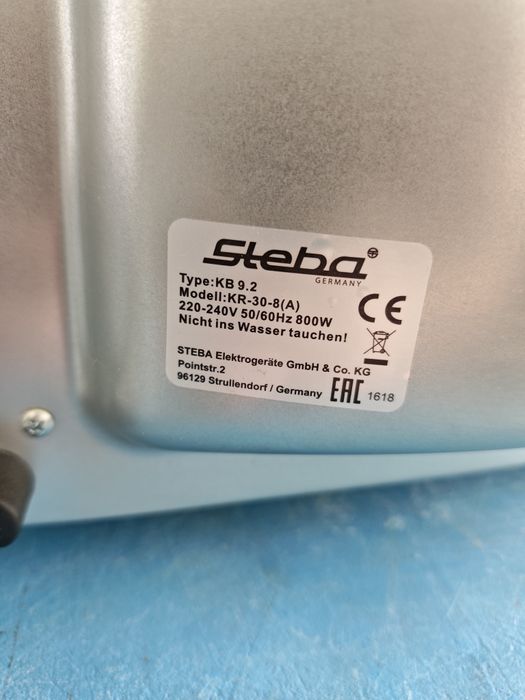 Steba
GERMANY
Type:KB 9.2
Modell:KR-30-8(A)
220-240V 50/60Hz 800W
Nicht ins Wasser tauchen!
CE
STEBA Elektrogeräte GmbH & Co. KG
Pointstr.2
96129 Strullendorf / Germany
EAC 1618